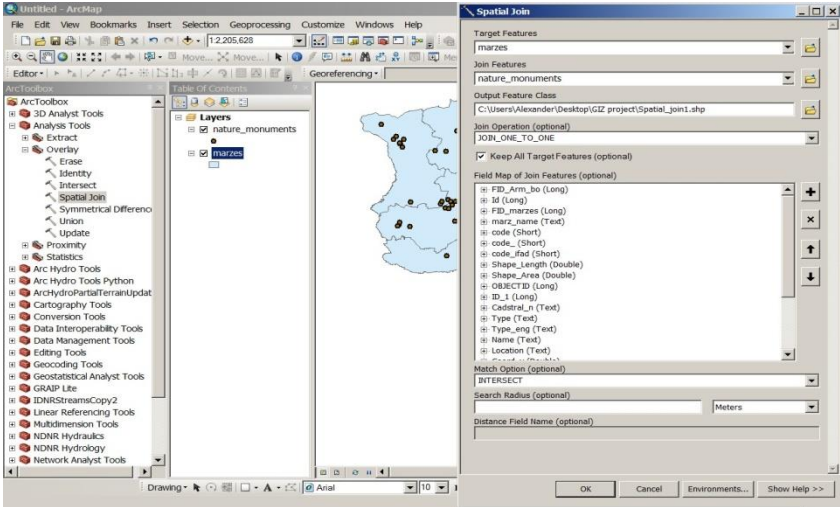 Untitled - ArcMap
File Edit View Bookmarks Insert Selection Geoprocessing Customize Windows Help
1:2,205,628
Move... Move...
Editor
Georeferencing
ArcToolbox
ArcToolbox
3D Analyst Tools
Analysis Tools
Extract
Overlay
Erase
Identity
Intersect
Spatial Join
Symmetrical Differenc
Union
Update
Proximity
Statistics
Arc Hydro Tools
Arc Hydro Tools Python
ArcHydroPartialTerrainUpdat
Cartography Tools
Conversion Tools
Data Interoperability Tools
Data Management Tools
Editing Tools
Geocoding Tools
Geostatistical Analyst Tools
GRAIP Lite
IDNRStreamsCopy2
Linear Referencing Tools
Multidimension Tools
NDNR Hydraulics
NDNR Hydrology
Network Analyst Tools
Table Of Contents
Layers
nature_monuments
marzes
Drawing
A
Arial
10
Spatial Join
Target Features
marzes
Join Features
nature_monuments
Output Feature Class
C:\Users\Alexander\Desktop\GIZ project\Spatial_join1.shp
Join Operation (optional)
JOIN_ONE_TO_ONE
Keep All Target Features (optional)
Field Map of Join Features (optional)
FID_Arm_bo (Long)
Id (Long)
FID_marzes (Long)
marz_name (Text)
code (Short)
code_ (Short)
code_ifad (Short)
Shape_Length (Double)
Shape_Area (Double)
OBJECTID (Long)
ID_1 (Long)
Cadstral_n (Text)
Type (Text)
Type_eng (Text)
Name (Text)
Location (Text)
Match Option (optional)
INTERSECT
Search Radius (optional)
Meters
Distance Field Name (optional)
OK Cancel Environments... Show Help >>